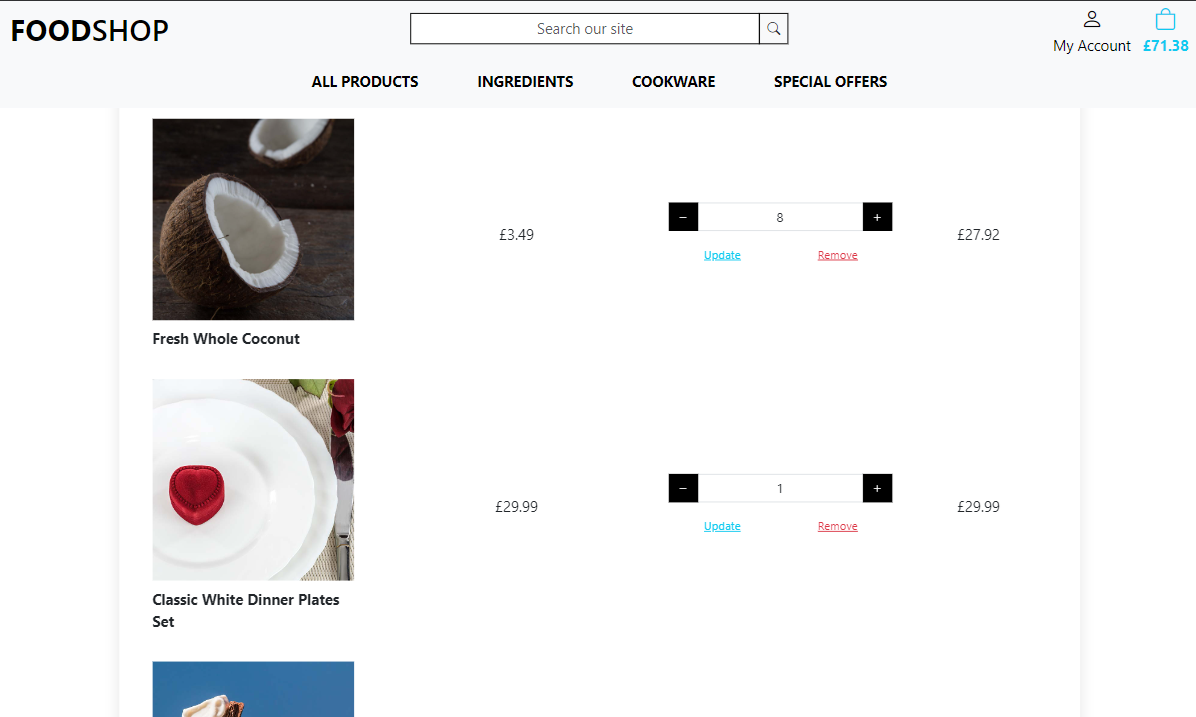 FOODSHOP
Search our site
My Account
£71.38
ALL PRODUCTS INGREDIENTS COOKWARE SPECIAL OFFERS
£3.49
− 8 +
£27.92
Update Remove
Fresh Whole Coconut
£29.99
− 1 +
£29.99
Update Remove
Classic White Dinner Plates
Set